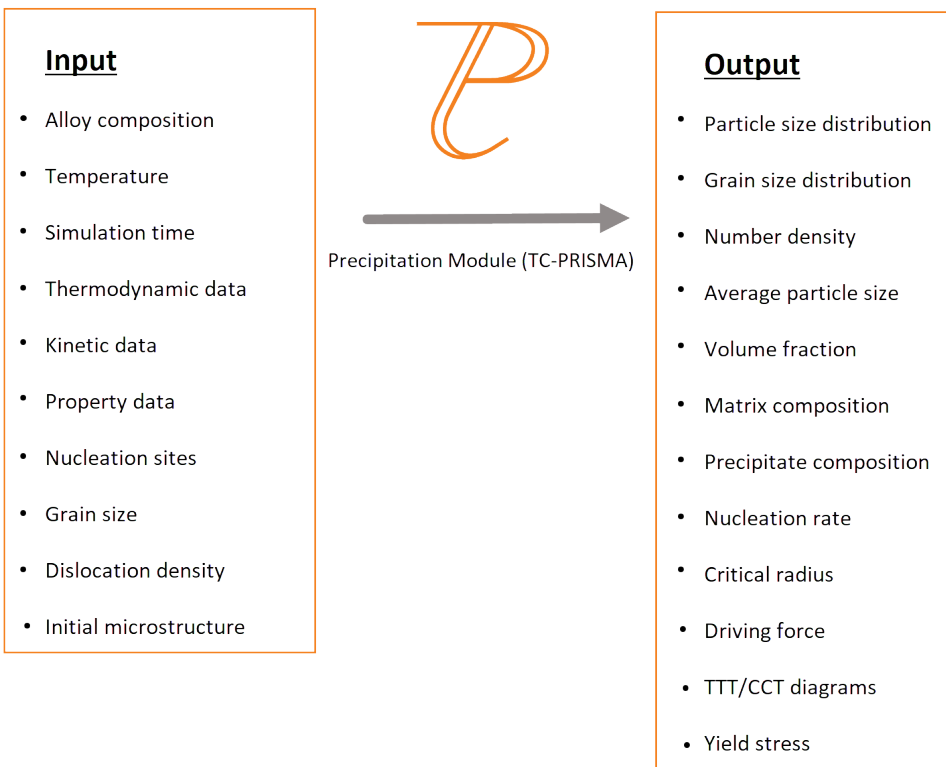 Input
• Alloy composition
• Temperature
• Simulation time
• Thermodynamic data
• Kinetic data
• Property data
• Nucleation sites
• Grain size
• Dislocation density
• Initial microstructure
Precipitation Module (TC-PRISMA)
Output
• Particle size distribution
• Grain size distribution
• Number density
• Average particle size
• Volume fraction
• Matrix composition
• Precipitate composition
• Nucleation rate
• Critical radius
• Driving force
• TTT/CCT diagrams
• Yield stress